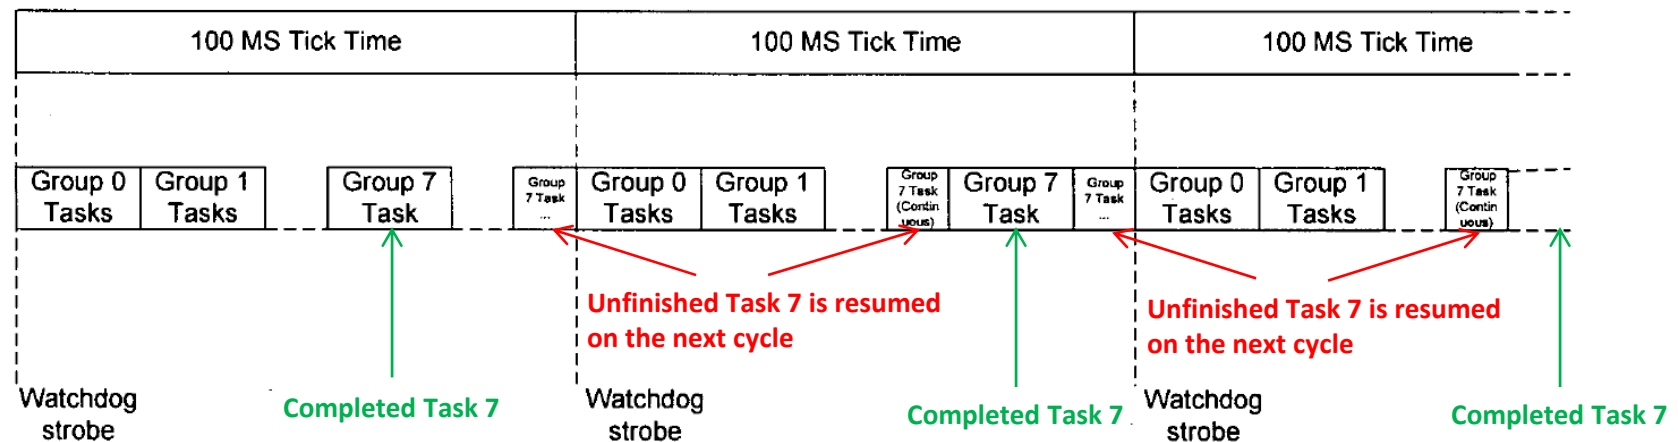 100 MS Tick Time
100 MS Tick Time
100 MS Tick Time
Group 0
Tasks
Group 1
Tasks
Group 7
Task
Group
7 Task
...
Group 0
Tasks
Group 1
Tasks
Group
7 Task
(Contin
uous)
Group 7
Task
Group
7 Task
...
Group 0
Tasks
Group 1
Tasks
Group
7 Task
(Contin
uous)
Unfinished Task 7 is resumed
on the next cycle
Unfinished Task 7 is resumed
on the next cycle
Watchdog
strobe
Completed Task 7
Watchdog
strobe
Completed Task 7
Watchdog
strobe
Completed Task 7